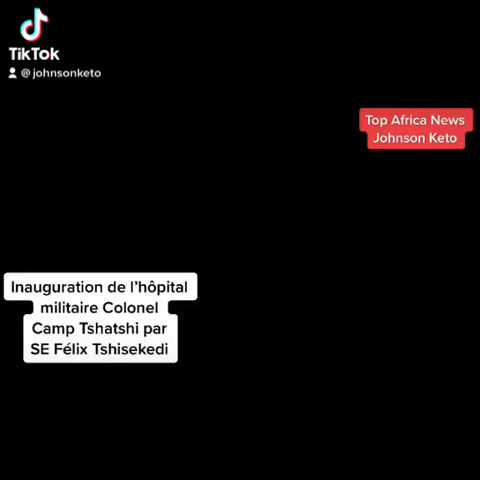 TikTok
@johnsonketo
Top Africa News
Johnson Keto
Inauguration de l'hôpital
militaire Colonel
Camp Tshatshi par
SE Félix Tshisekedi